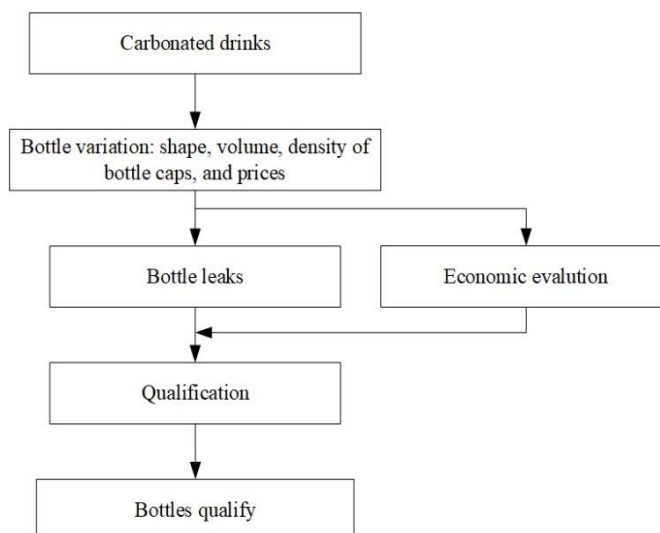 Carbonated drinks
Bottle variation: shape, volume, density of
bottle caps, and prices
Bottle leaks
Economic evalution
Qualification
Bottles qualify